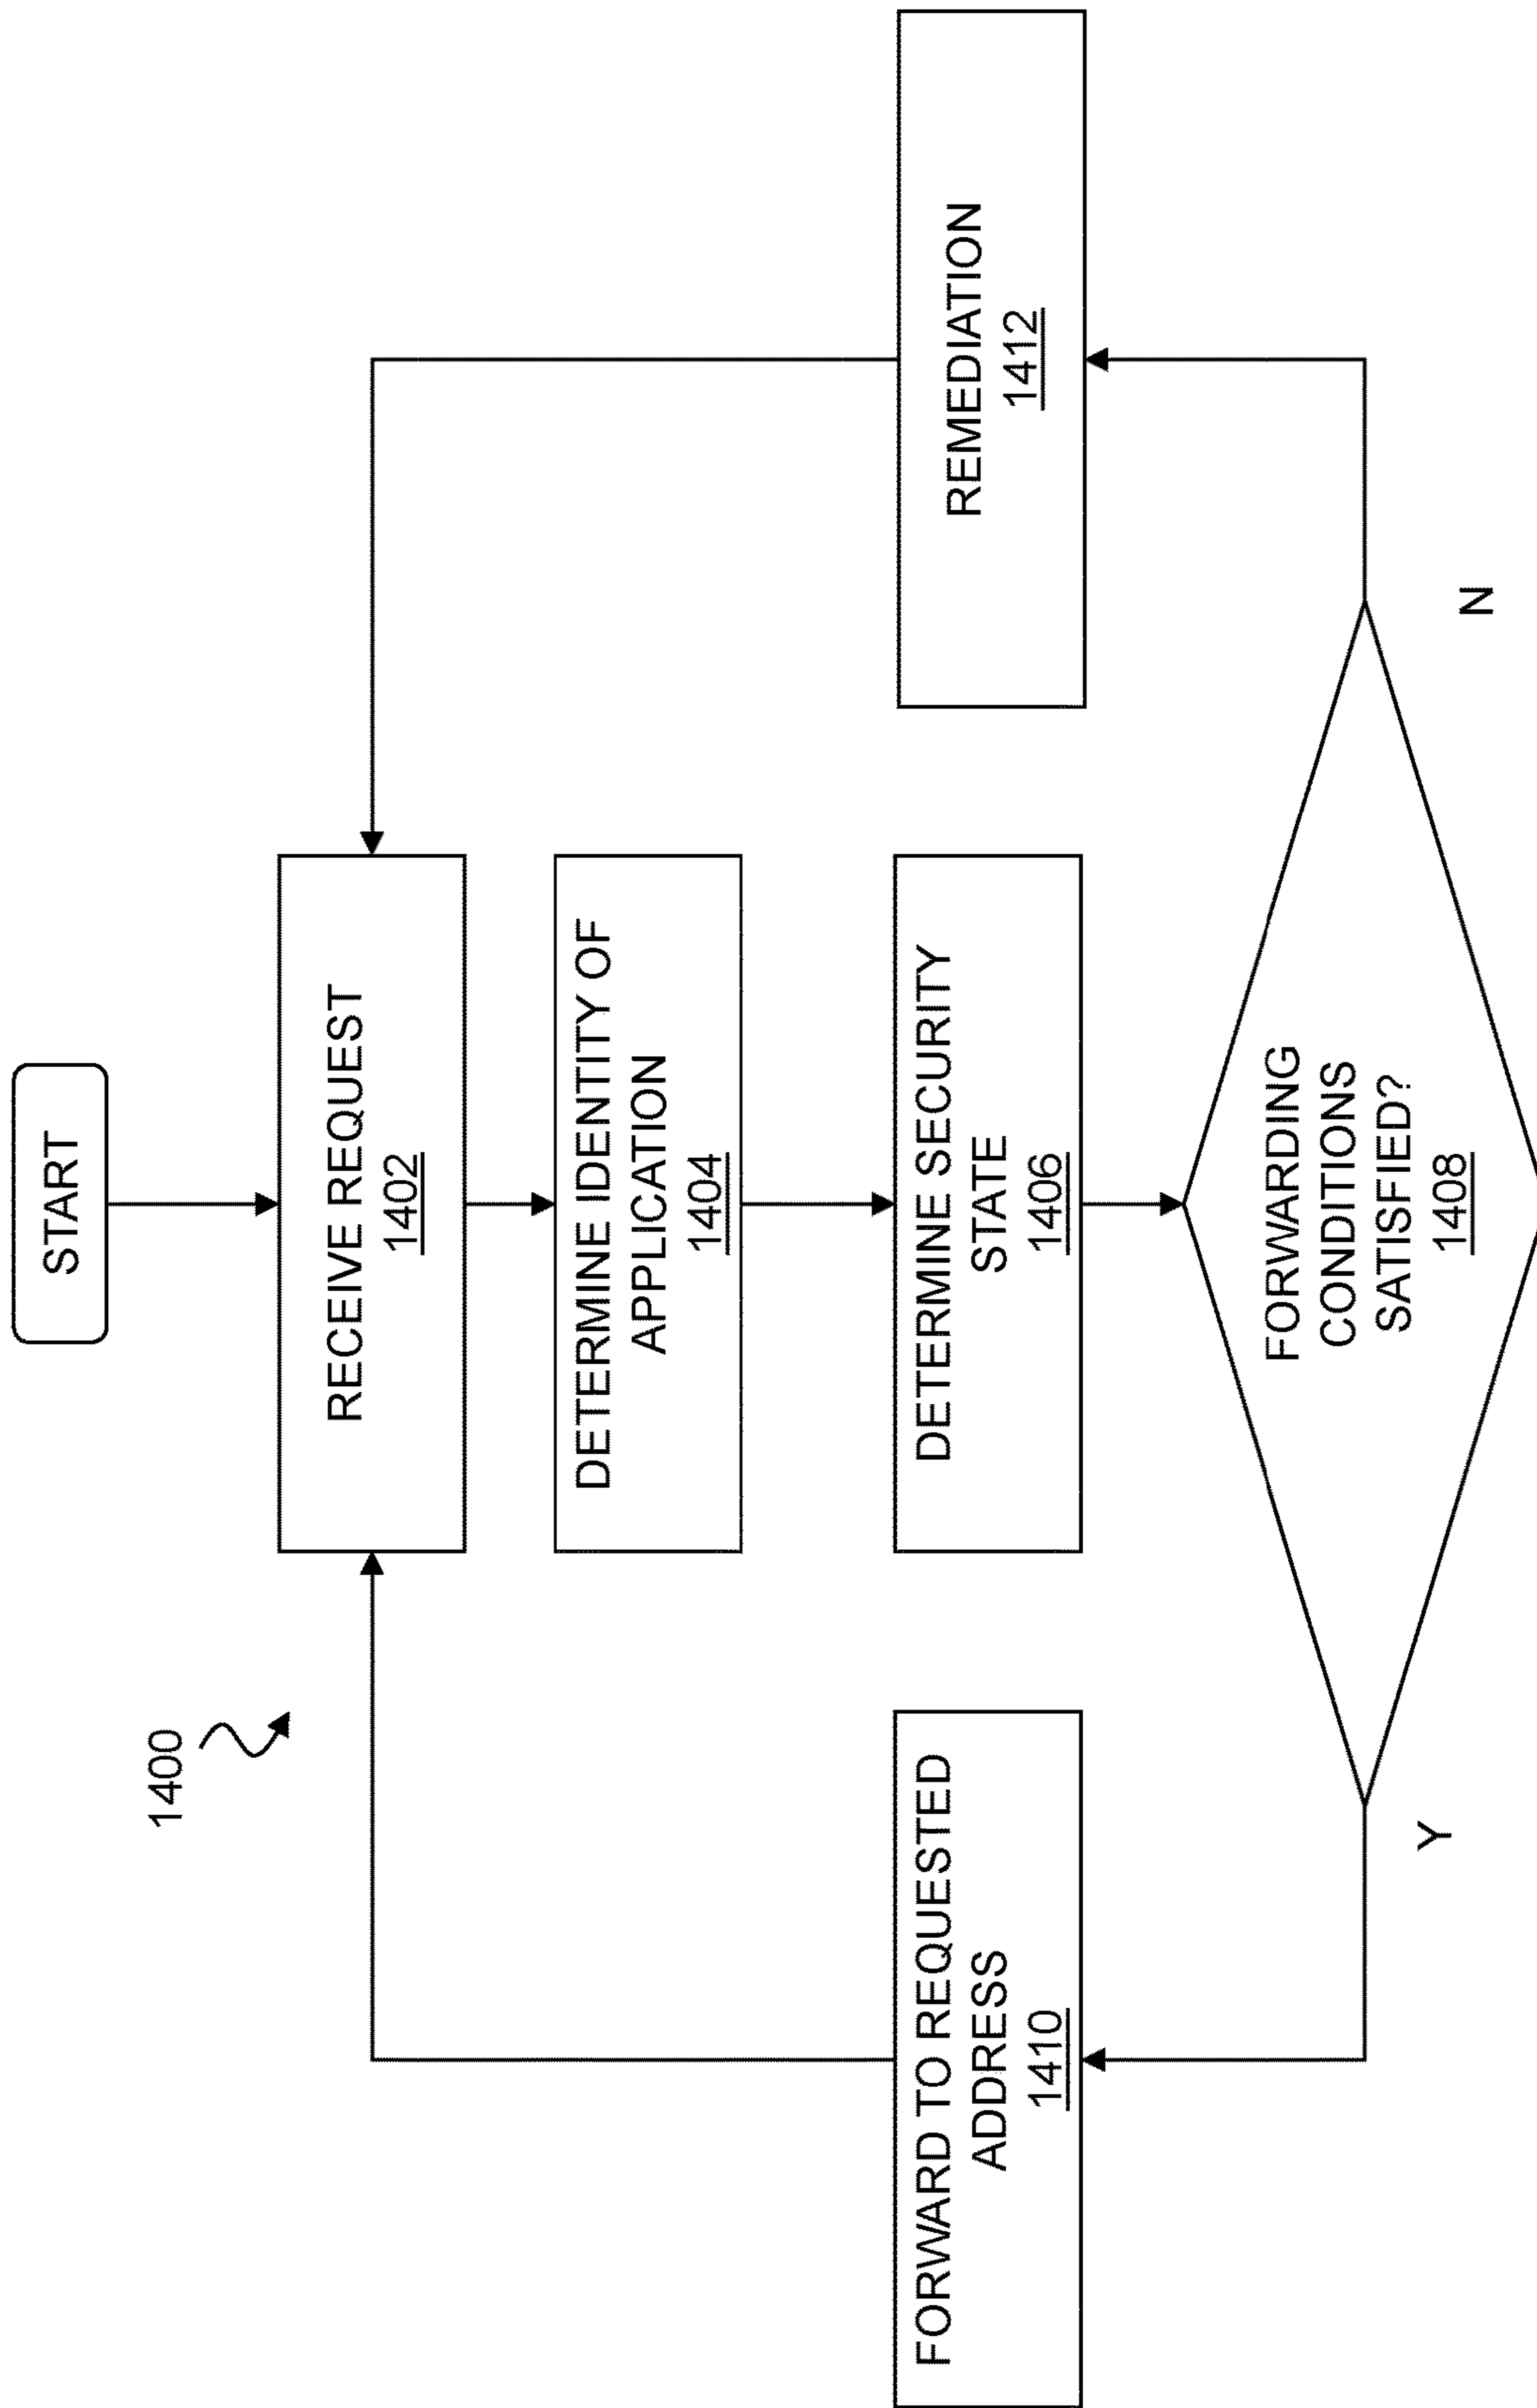 START
1400
RECEIVE REQUEST
1402
DETERMINE IDENTITY OF
APPLICATION
1404
FORWARD TO REQUESTED
ADDRESS
1410
DETERMINE SECURITY
STATE
1406
REMEDIATION
1412
Y
FORWARDING
CONDITIONS
SATISFIED?
1408
N